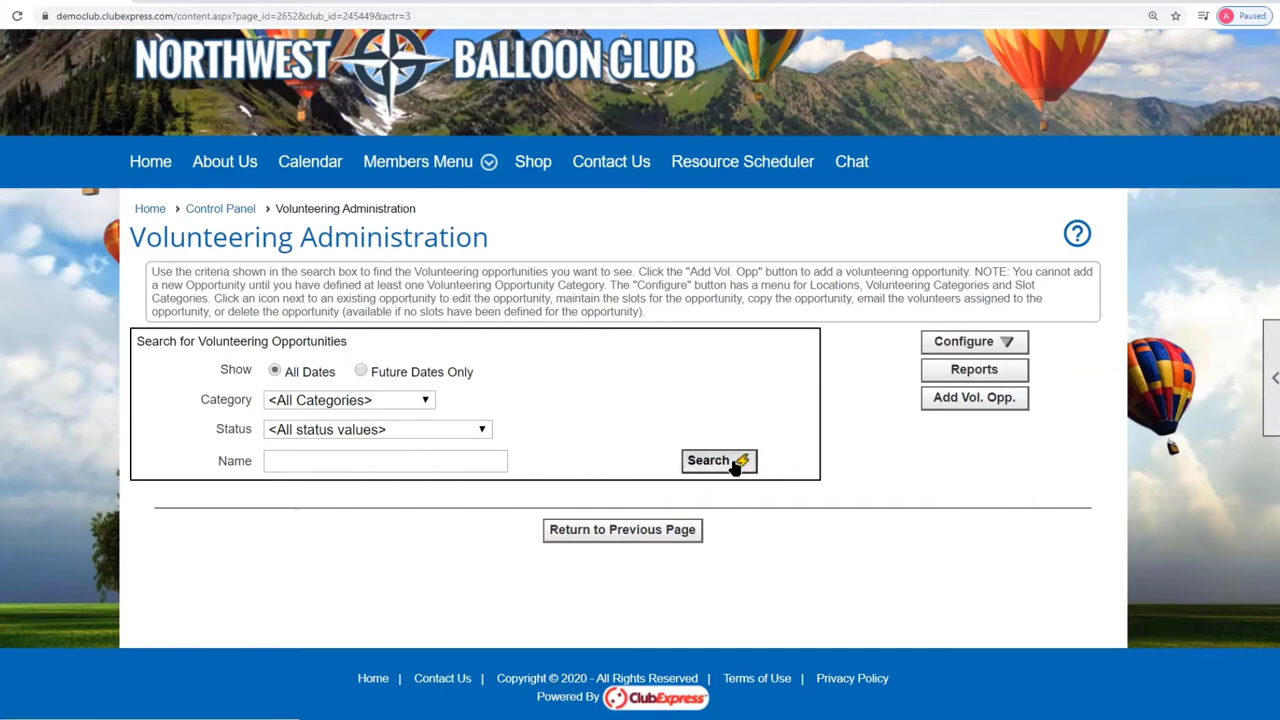 democlub.clubexpress.com/content.aspx?page_id=2652&club_id=245449&actr=3
A Paused
NORTHWEST BALLOON CLUB
Home About Us Calendar Members Menu Shop Contact Us Resource Scheduler Chat
Home Control Panel Volunteering Administration
Volunteering Administration
?
Use the criteria shown in the search box to find the Volunteering opportunities you want to see. Click the "Add Vol. Opp" button to add a volunteering opportunity. NOTE: You cannot add
a new Opportunity until you have defined at least one Volunteering Opportunity Category. The "Configure" button has a menu for Locations, Volunteering Categories and Slot
Categories. Click an icon next to an existing opportunity to edit the opportunity, maintain the slots for the opportunity, copy the opportunity, email the volunteers assigned to the
opportunity, or delete the opportunity (available if no slots have been defined for the opportunity).
Search for Volunteering Opportunities
Show All Dates Future Dates Only
Category <All Categories>
Status <All status values>
Name
Search
Configure
Reports
Add Vol. Opp.
Return to Previous Page
Home | Contact Us | Copyright © 2020 - All Rights Reserved | Terms of Use | Privacy Policy
Powered By ClubExpress